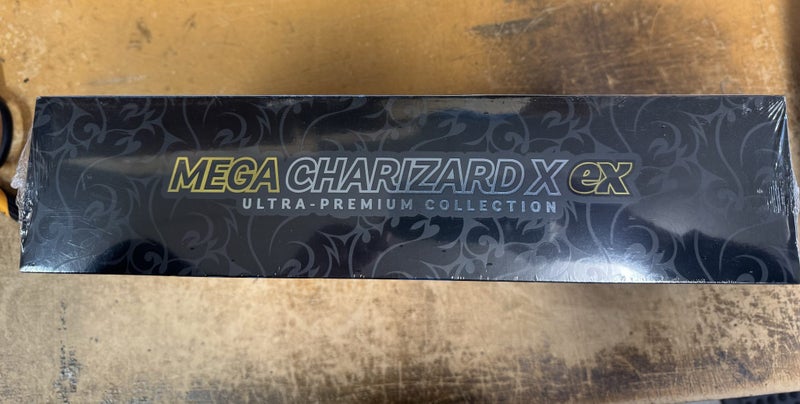 MEGA CHARIZARD X ex
ULTRA-PREMIUM COLLECTION